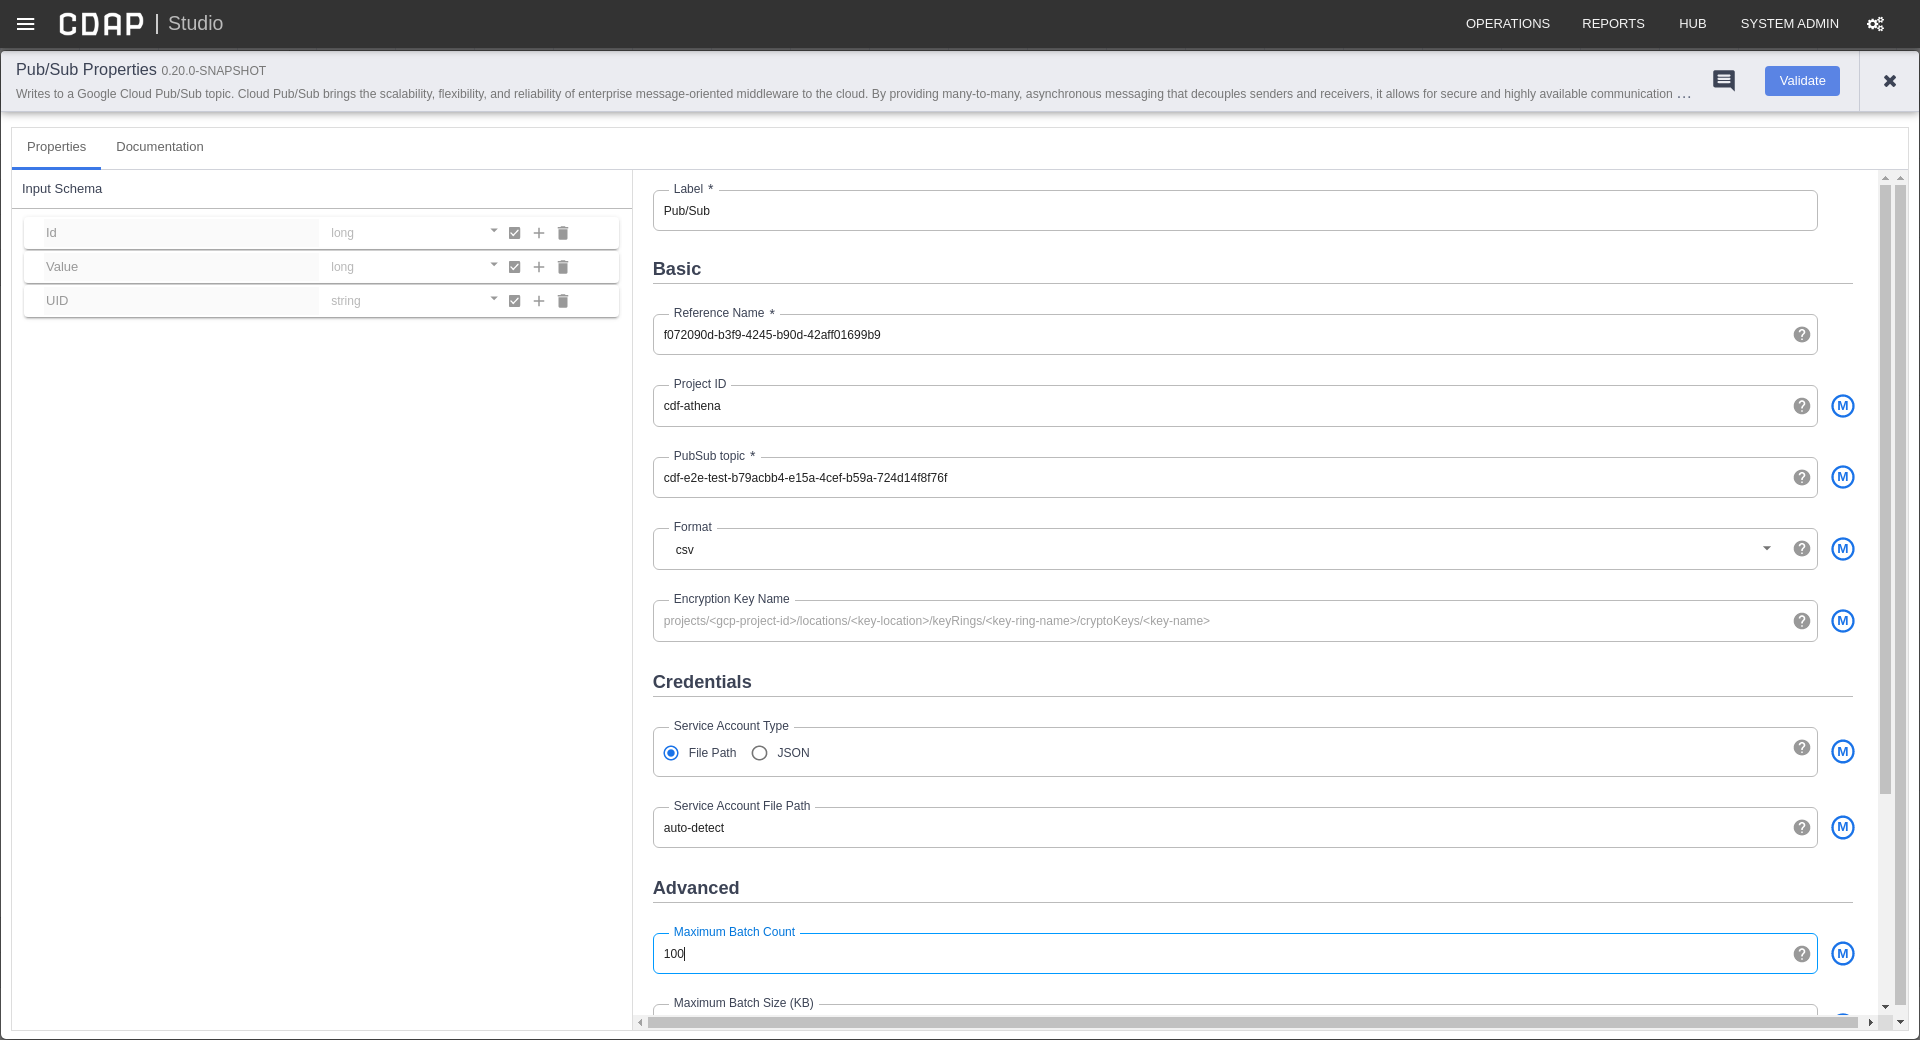 CDAP | Studio
OPERATIONS REPORTS HUB SYSTEM ADMIN
Pub/Sub Properties 0.20.0-SNAPSHOT
Writes to a Google Cloud Pub/Sub topic. Cloud Pub/Sub brings the scalability, flexibility, and reliability of enterprise message-oriented middleware to the cloud. By providing many-to-many, asynchronous messaging that decouples senders and receivers, it allows for secure and highly available communication ...
Validate
Properties Documentation
Input Schema
Id long
Value long
UID string
Label *
Pub/Sub
Basic
Reference Name *
f072090d-b3f9-4245-b90d-42aff01699b9
Project ID
cdf-athena
M
PubSub topic *
cdf-e2e-test-b79acbb4-e15a-4cef-b59a-724d14f8f76f
M
Format
csv
M
Encryption Key Name
projects/<gcp-project-id>/locations/<key-location>/keyRings/<key-ring-name>/cryptoKeys/<key-name>
M
Credentials
Service Account Type
File Path JSON
M
Service Account File Path
auto-detect
M
Advanced
Maximum Batch Count
100
M
Maximum Batch Size (KB)